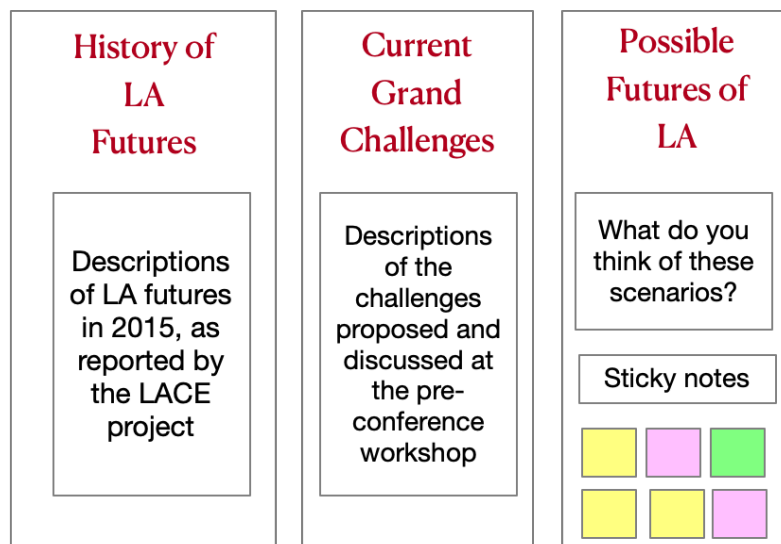 History of
LA
Futures
Descriptions
of LA futures
in 2015, as
reported by
the LACE
project
Current
Grand
Challenges
Descriptions
of the
challenges
proposed and
discussed at
the pre-
conference
workshop
Possible
Futures of
LA
What do you
think of these
scenarios?
Sticky notes